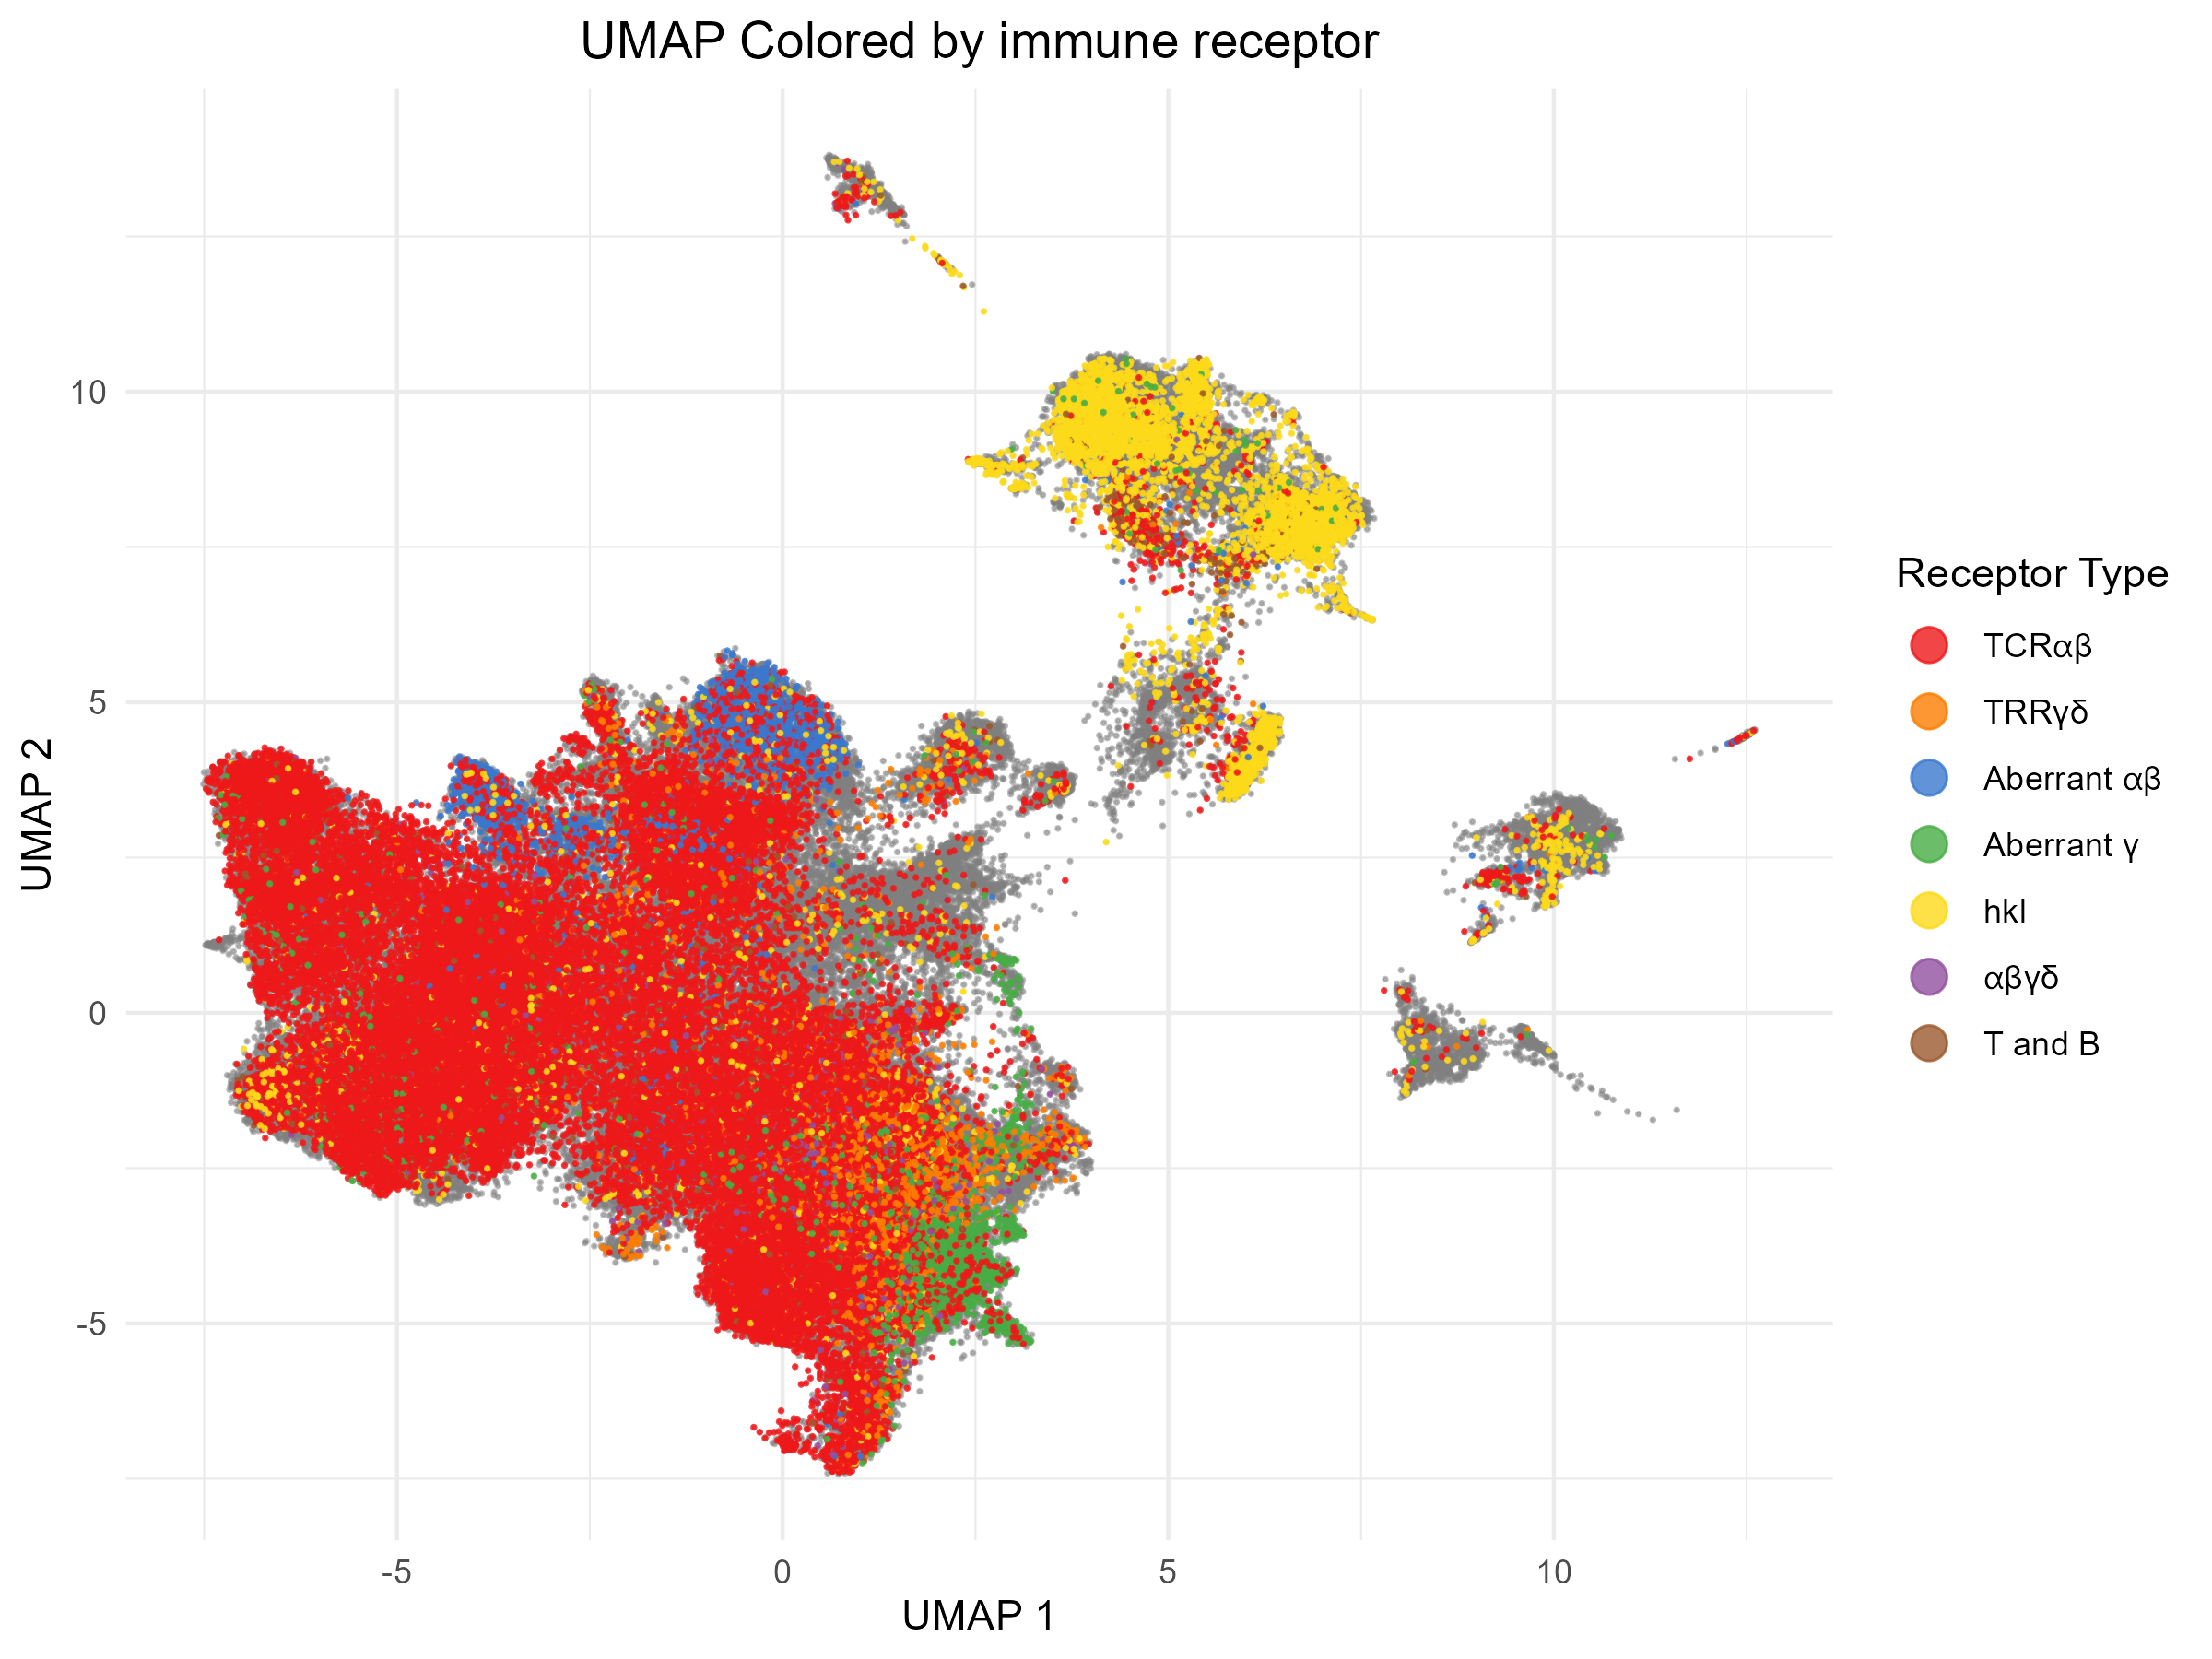 UMAP Colored by immune receptor
10
5
0
-5
UMAP 2
-5
0
5
10
UMAP 1
Receptor Type
TCRαβ
TRRγδ
Aberrant αβ
Aberrant γ
hkl
αβγδ
T and B